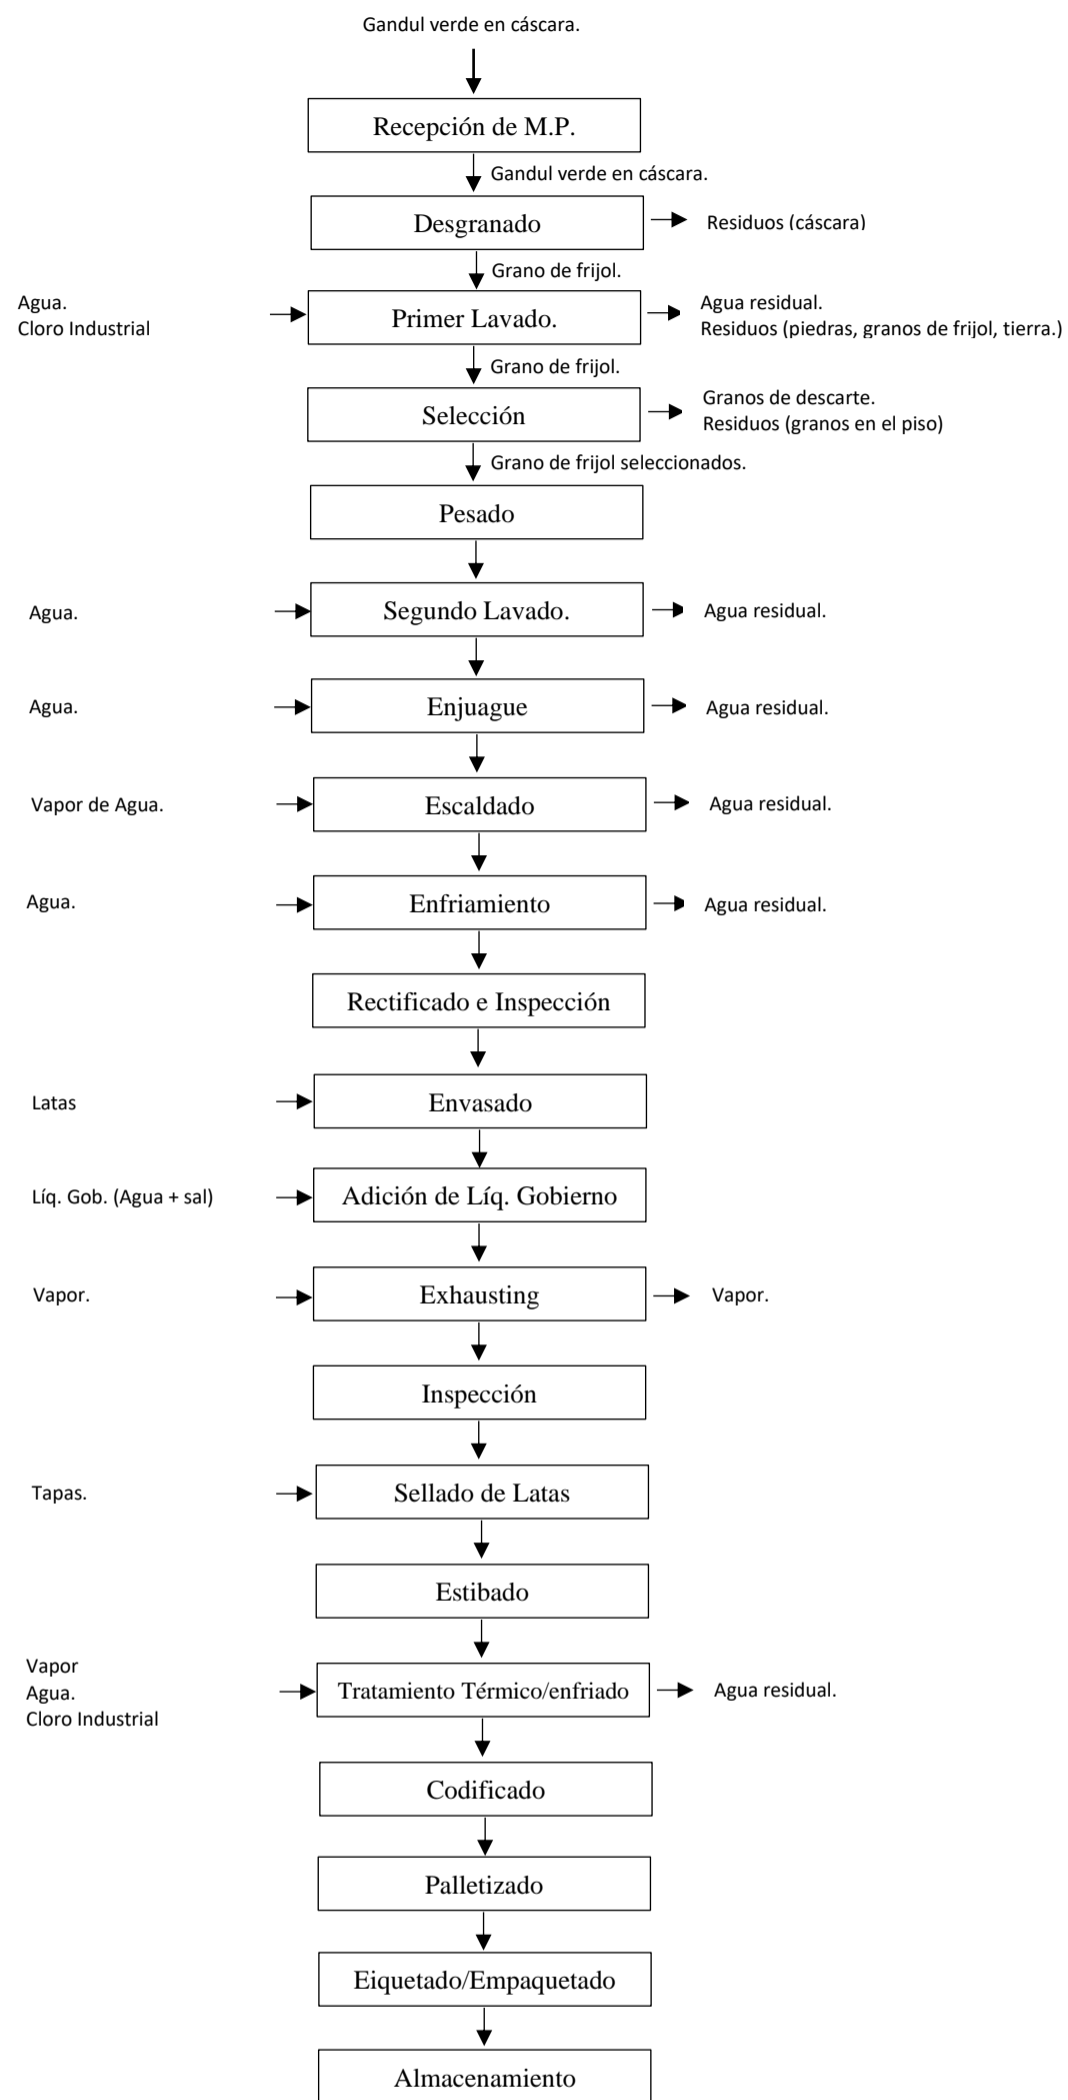 Gandul verde en cáscara.
Recepción de M.P.
Gandul verde en cáscara.
Desgranado
Residuos (cáscara)
Grano de frijol.
Agua.
Cloro Industrial
Primer Lavado.
Agua residual.
Residuos (piedras, granos de frijol, tierra.)
Grano de frijol.
Selección
Granos de descarte.
Residuos (granos en el piso)
Grano de frijol seleccionados.
Pesado
Agua.
Segundo Lavado.
Agua residual.
Agua.
Enjuague
Agua residual.
Vapor de Agua.
Escaldado
Agua residual.
Agua.
Enfriamiento
Agua residual.
Rectificado e Inspección
Latas
Envasado
Líq. Gob. (Agua + sal)
Adición de Líq. Gobierno
Vapor.
Exhausting
Vapor.
Inspección
Tapas.
Sellado de Latas
Estibado
Vapor
Agua.
Cloro Industrial
Tratamiento Térmico/enfriado
Agua residual.
Codificado
Palletizado
Eiquetado/Empaquetado
Almacenamiento